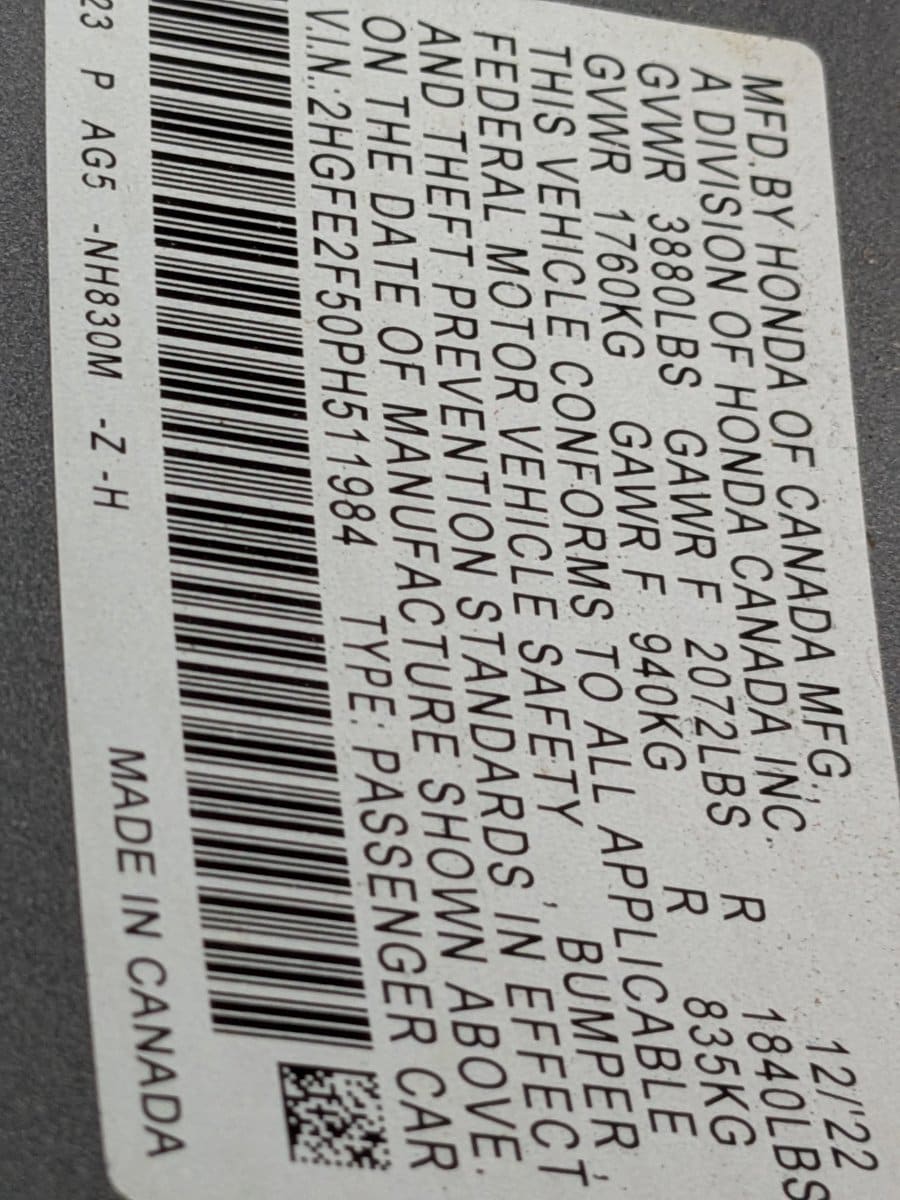 MFD. BY HONDA OF CANADA MFG., 12/'22
A DIVISION OF HONDA CANADA INC.
GVWR 3880LBS GAWR F 2072LBS R 1840LBS
GVWR 1760KG GAWR F 940KG R 835KG
THIS VEHICLE CONFORMS TO ALL APPLICABLE
FEDERAL MOTOR VEHICLE SAFETY , BUMPER ,
AND THEFT PREVENTION STANDARDS IN EFFECT
ON THE DATE OF MANUFACTURE SHOWN ABOVE.
V.I.N.:2HGFE2F50PH511984 TYPE: PASSENGER CAR
23 P AG5 -NH830M -Z -H MADE IN CANADA